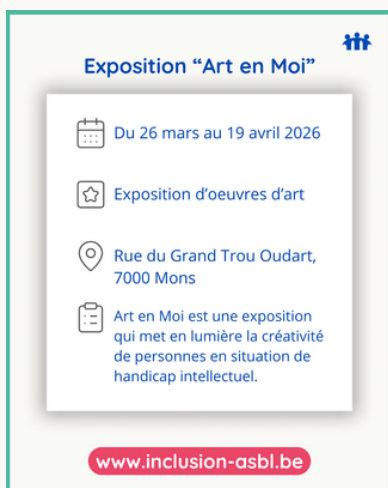 Exposition “Art en Moi”
Du 26 mars au 19 avril 2026
Exposition d’oeuvres d’art
Rue du Grand Trou Oudart,
7000 Mons
Art en Moi est une exposition
qui met en lumière la créativité
de personnes en situation de
handicap intellectuel.
www.inclusion-asbl.be